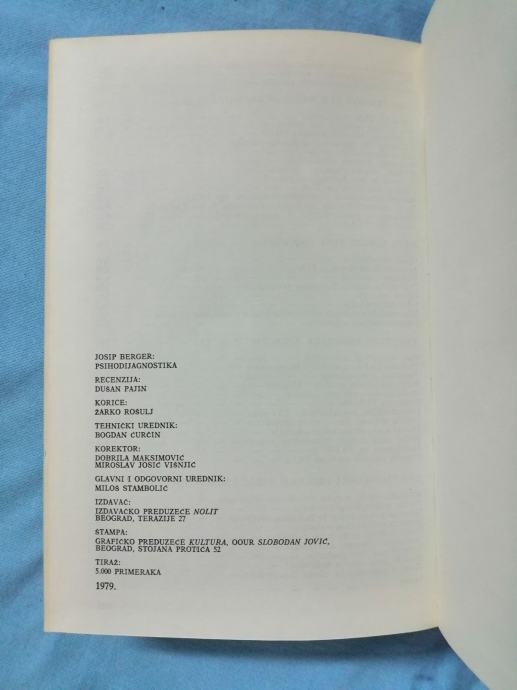 JOSIP BERGER:
PSIHODIJAGNOSTIKA
RECENZIJA:
DUŠAN PAJIN
KORICE:
ŽARKO ROŠULJ
TEHNIČKI UREDNIK:
BOGDAN ĆURČIN
KOREKTOR:
DOBRILA MAKSIMOVIĆ
MIROSLAV JOSIĆ VIŠNJIĆ
GLAVNI I ODGOVORNI UREDNIK:
MILOŠ STAMBOLIĆ
IZDAVAČ:
IZDAVAČKO PREDUZEĆE NOLIT
BEOGRAD, TERAZIJE 27
ŠTAMPA:
GRAFIČKO PREDUZEĆE KULTURA, OOUR SLOBODAN JOVIĆ,
BEOGRAD, STOJANA PROTIĆA 52
TIRAŽ:
5.000 PRIMERAKA
1979.